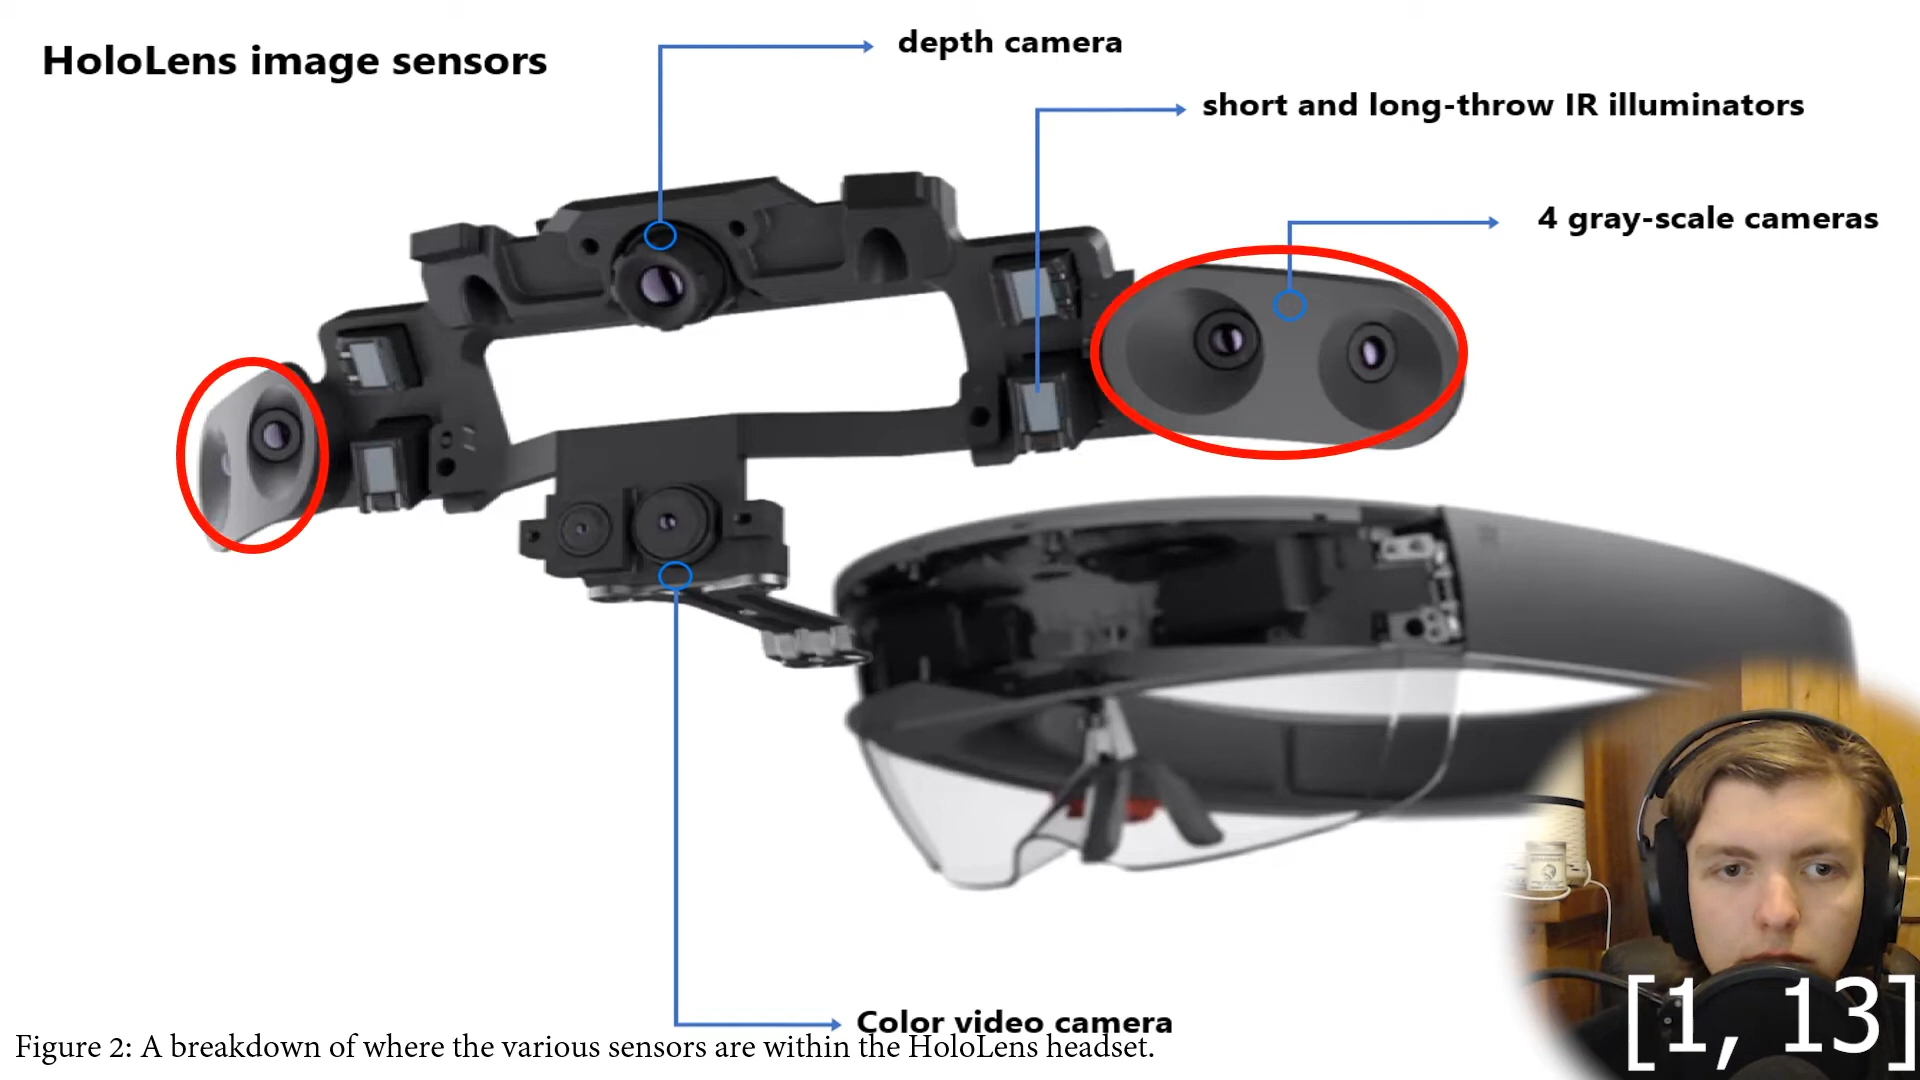 HoloLens image sensors
depth camera
short and long-throw IR illuminators
4 gray-scale cameras
Color video camera
Figure 2: A breakdown of where the various sensors are within the HoloLens headset.
[1, 13]